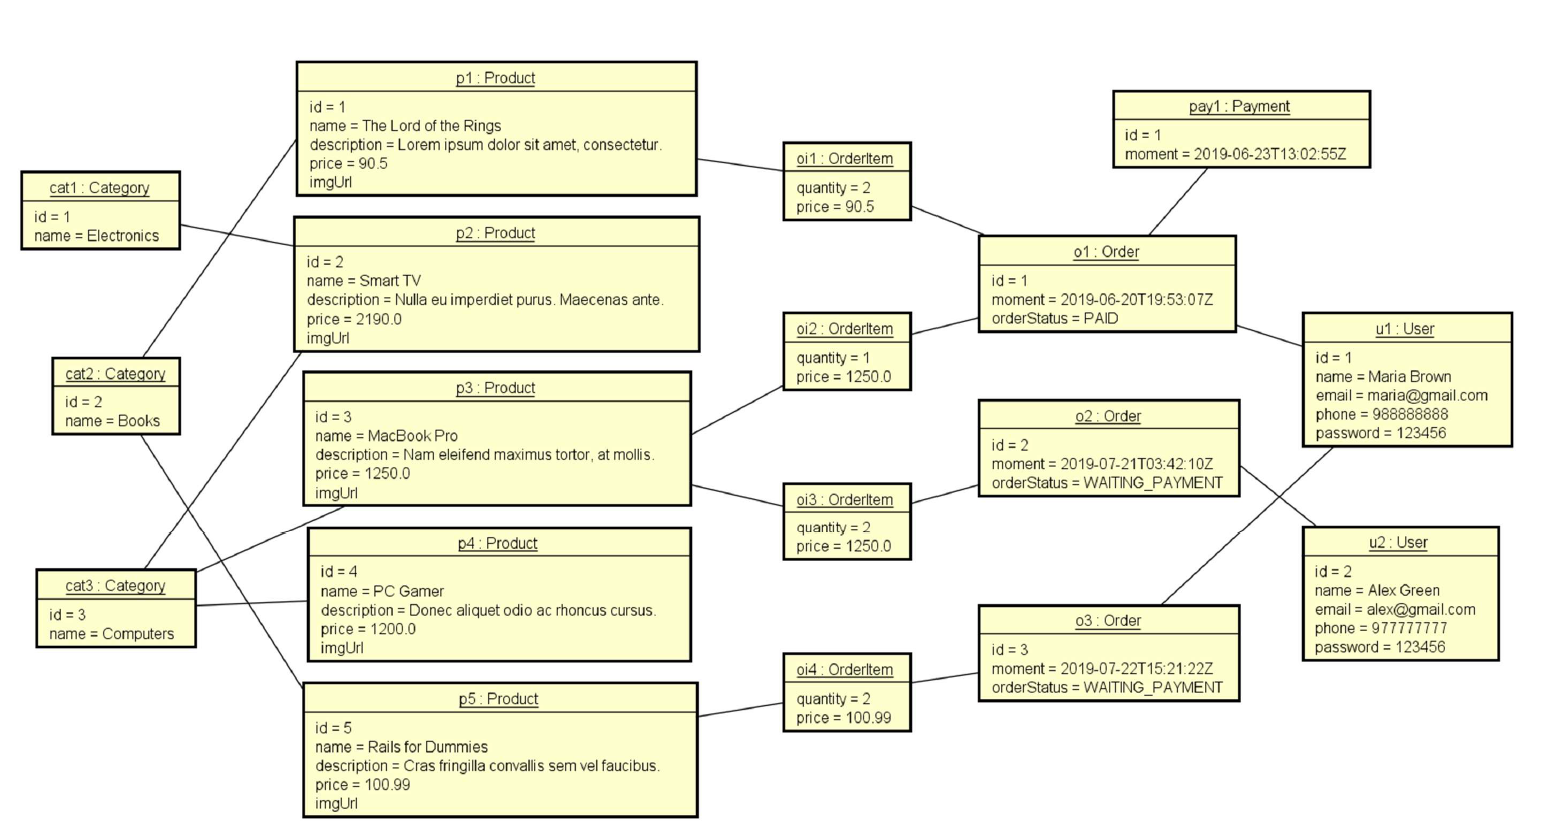 p1 : Product
id = 1
name = The Lord of the Rings
description = Lorem ipsum dolor sit amet, consectetur.
price = 90.5
imgUrl
pay1 : Payment
id = 1
moment = 2019-06-23T13:02:55Z
oi1 : OrderItem
quantity = 2
price = 90.5
cat1 : Category
id = 1
name = Electronics
p2 : Product
id = 2
name = Smart TV
description = Nulla eu imperdiet purus. Maecenas ante.
price = 2190.0
imgUrl
o1 : Order
id = 1
moment = 2019-06-20T19:53:07Z
orderStatus = PAID
oi2 : OrderItem
quantity = 1
price = 1250.0
u1 : User
id = 1
name = Maria Brown
email = maria@gmail.com
phone = 988888888
password = 123456
cat2 : Category
id = 2
name = Books
p3 : Product
id = 3
name = MacBook Pro
description = Nam eleifend maximus tortor, at mollis.
price = 1250.0
imgUrl
o2 : Order
id = 2
moment = 2019-07-21T03:42:10Z
orderStatus = WAITING_PAYMENT
oi3 : OrderItem
quantity = 2
price = 1250.0
p4 : Product
id = 4
name = PC Gamer
description = Donec aliquet odio ac rhoncus cursus.
price = 1200.0
imgUrl
u2 : User
id = 2
name = Alex Green
email = alex@gmail.com
phone = 977777777
password = 123456
cat3 : Category
id = 3
name = Computers
o3 : Order
id = 3
moment = 2019-07-22T15:21:22Z
orderStatus = WAITING_PAYMENT
oi4 : OrderItem
quantity = 2
price = 100.99
p5 : Product
id = 5
name = Rails for Dummies
description = Cras fringilla convallis sem vel faucibus.
price = 100.99
imgUrl